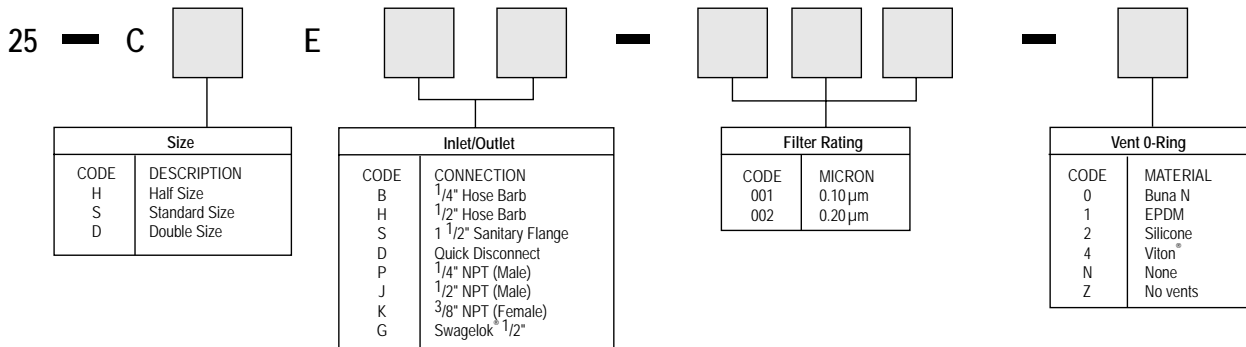 25 — C E — —
Size
CODE DESCRIPTION
H Half Size
S Standard Size
D Double Size
Inlet/Outlet
CODE CONNECTION
B 1/4" Hose Barb
H 1/2" Hose Barb
S 1 1/2" Sanitary Flange
D Quick Disconnect
P 1/4" NPT (Male)
J 1/2" NPT (Male)
K 3/8" NPT (Female)
G Swagelok® 1/2"
Filter Rating
CODE MICRON
001 0.10 µm
002 0.20 µm
Vent 0-Ring
CODE MATERIAL
0 Buna N
1 EPDM
2 Silicone
4 Viton®
N None
Z No vents